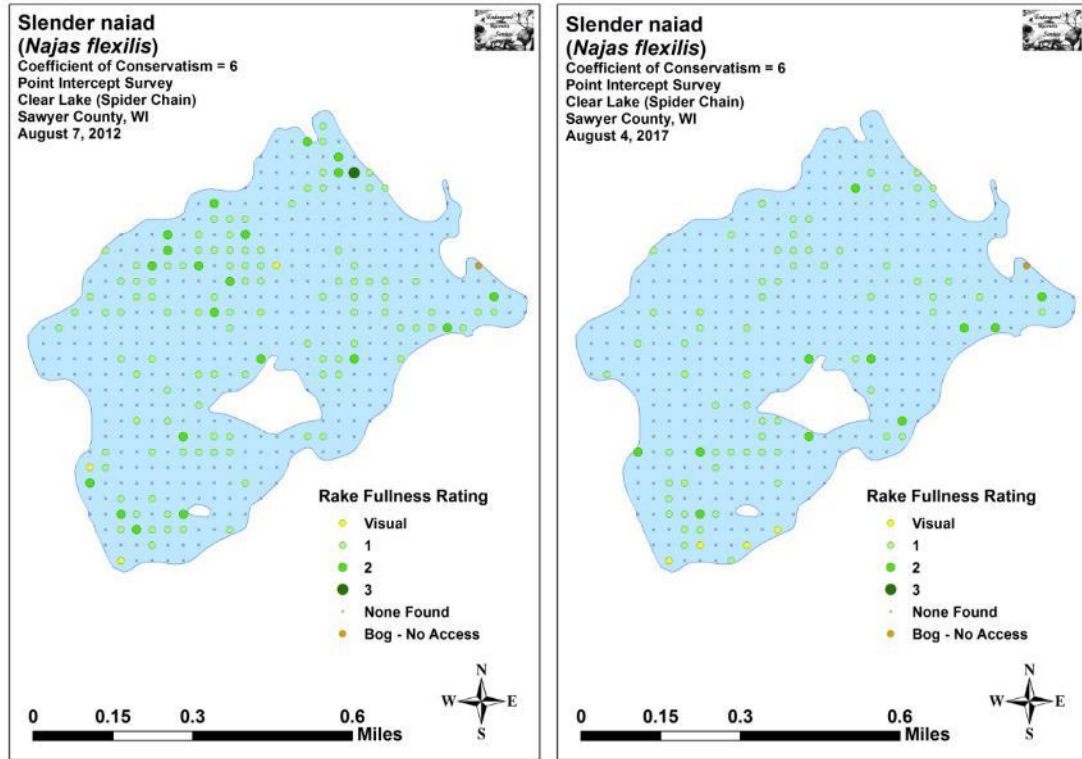 Slender naiad
(Najas flexilis)
Coefficient of Conservatism = 6
Point Intercept Survey
Clear Lake (Spider Chain)
Sawyer County, WI
August 7, 2012
Endangered
Resource
Services
Rake Fullness Rating
Visual
1
2
3
None Found
Bog - No Access
N
W E
S
0 0.15 0.3 0.6
Miles
Slender naiad
(Najas flexilis)
Coefficient of Conservatism = 6
Point Intercept Survey
Clear Lake (Spider Chain)
Sawyer County, WI
August 4, 2017
Rake Fullness Rating
Visual
1
2
3
None Found
Bog - No Access
N
W E
S
0 0.15 0.3 0.6
Miles